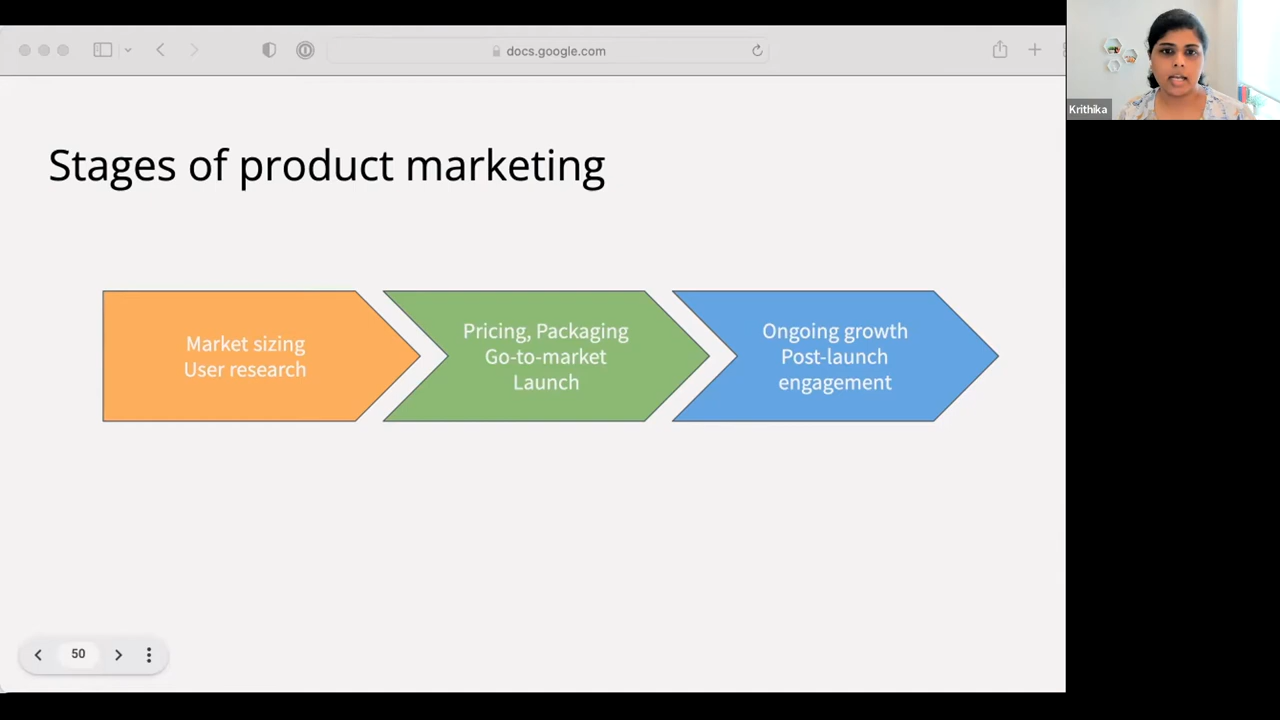 docs.google.com
Krithika
Stages of product marketing
Market sizing
User research
Pricing, Packaging
Go-to-market
Launch
Ongoing growth
Post-launch
engagement
50